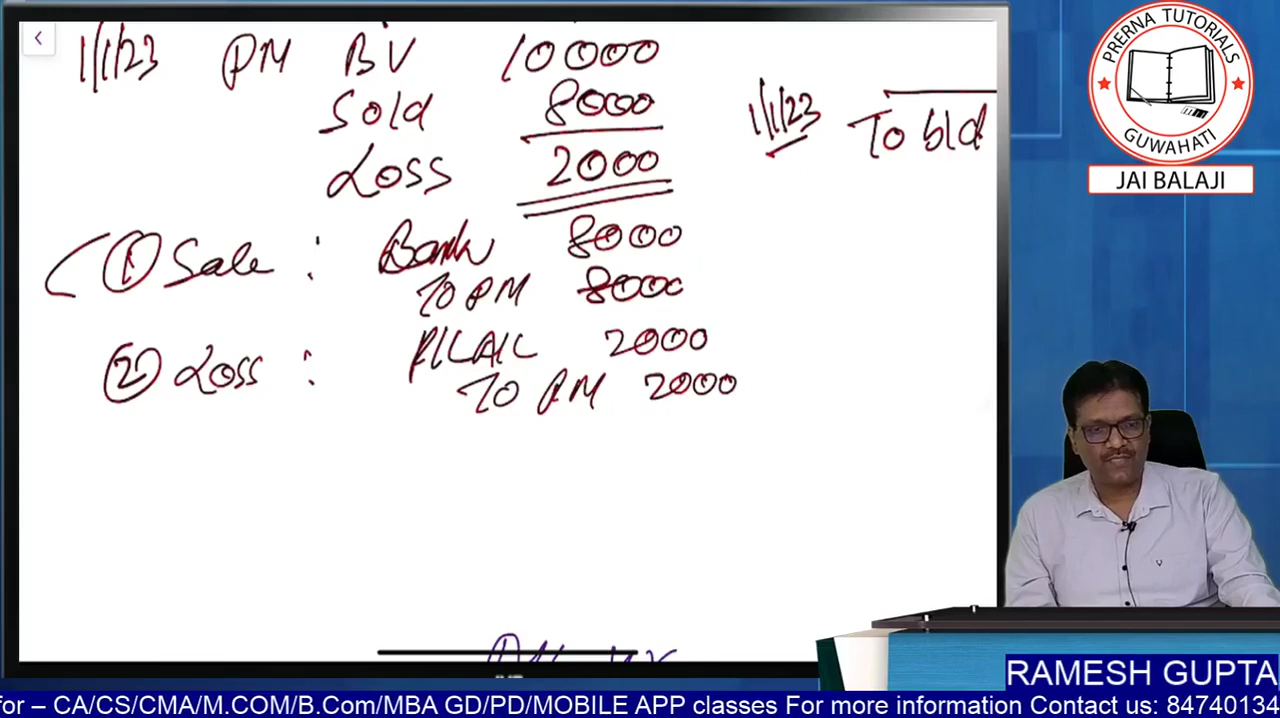 1/1/23 PM BV 10000
Sold 8000
Loss 2000
① Sale : Bank 8000
To PM 8000
② Loss : P/L A/C 2000
To PM 2000
1/1/23 To b/d
PRERNA TUTORIALS
GUWAHATI
JAI BALAJI
RAMESH GUPTA
for – CA/CS/CMA/M.COM/B.Com/MBA GD/PD/MOBILE APP classes For more information Contact us: 84740134